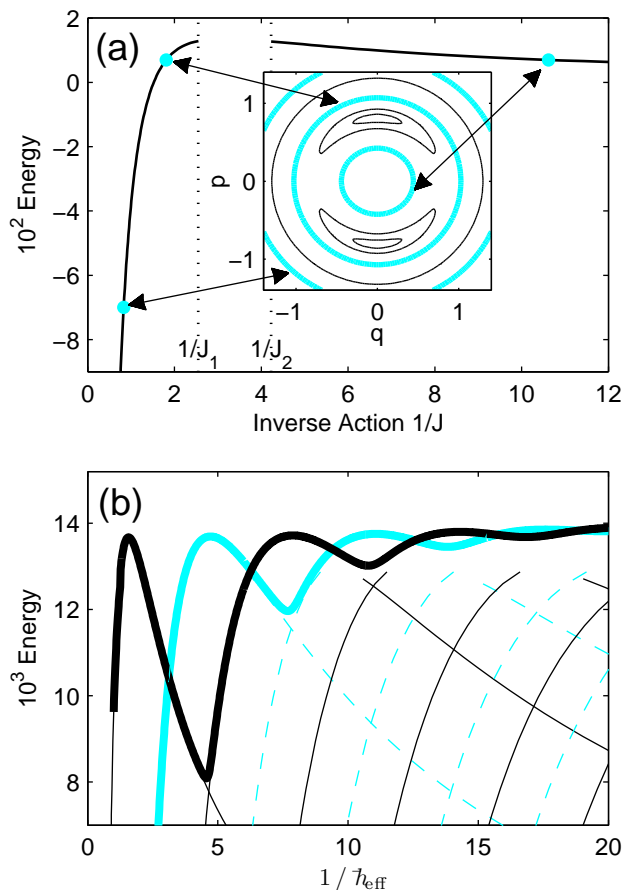 (a)
10² Energy
2
0
−2
−4
−6
−8
1/J₁
1/J₂
p
1
0
−1
−1 0 1
q
0 2 4 6 8 10 12
Inverse Action 1/J
(b)
10³ Energy
14
12
10
8
0 5 10 15 20
1 / ℏeff